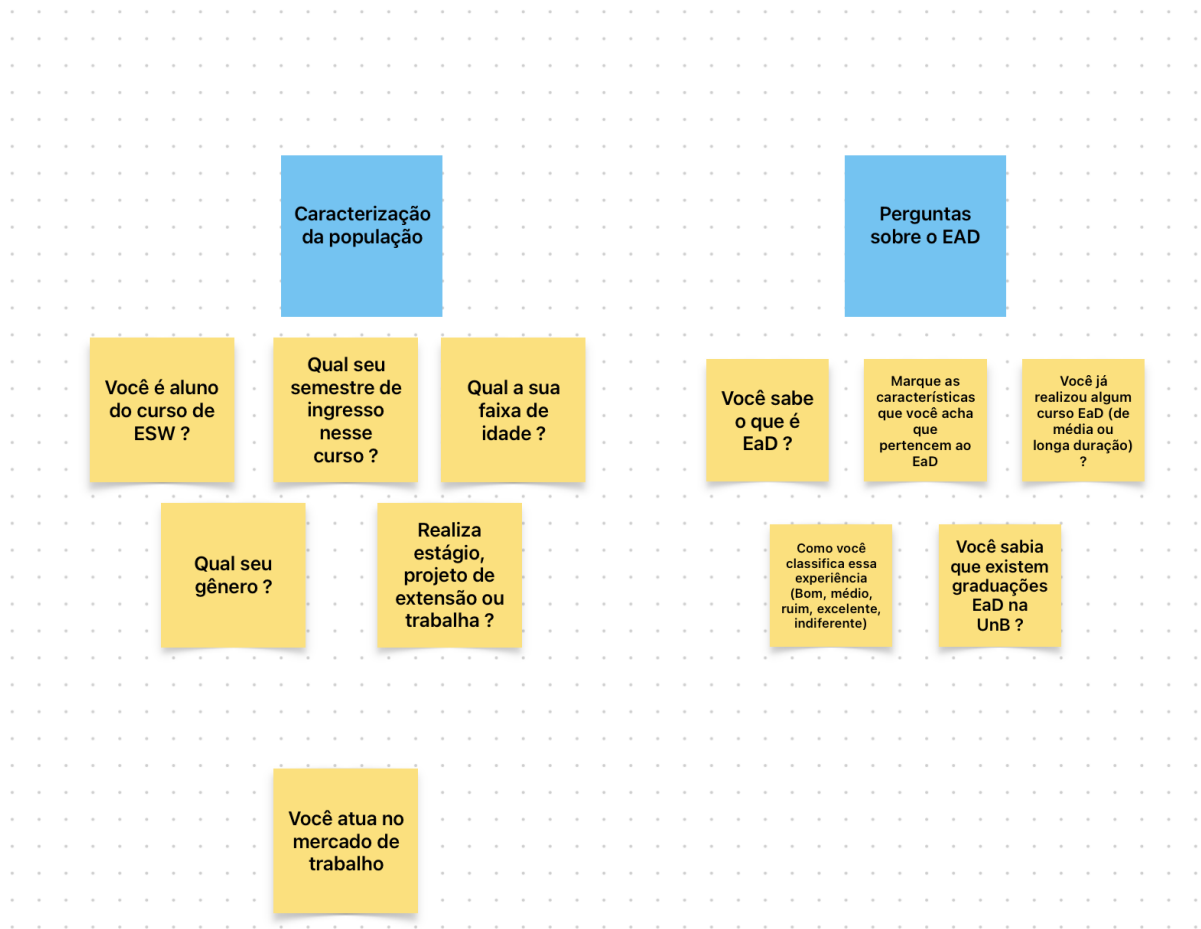 Caracterização
da população
Perguntas
sobre o EAD
Você é aluno
do curso de
ESW ?
Qual seu
semestre de
ingresso
nesse
curso ?
Qual a sua
faixa de
idade ?
Você sabe
o que é
EaD ?
Marque as
características
que você acha
que
pertencem ao
EaD
Você já
realizou algum
curso EaD (de
média ou
longa duração)
?
Qual seu
gênero ?
Realiza
estágio,
projeto de
extensão ou
trabalha ?
Como você
classifica essa
experiência
(Bom, médio,
ruim, excelente,
indiferente)
Você sabia
que existem
graduações
EaD na
UnB ?
Você atua no
mercado de
trabalho